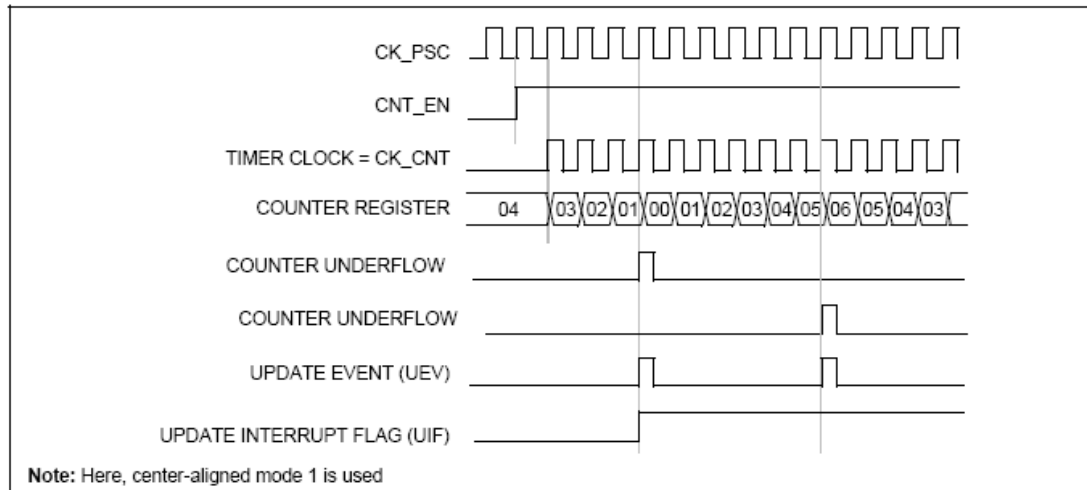 CK_PSC
CNT_EN
TIMER CLOCK = CK_CNT
COUNTER REGISTER 04 03 02 01 00 01 02 03 04 05 06 05 04 03
COUNTER UNDERFLOW
COUNTER UNDERFLOW
UPDATE EVENT (UEV)
UPDATE INTERRUPT FLAG (UIF)
Note: Here, center-aligned mode 1 is used